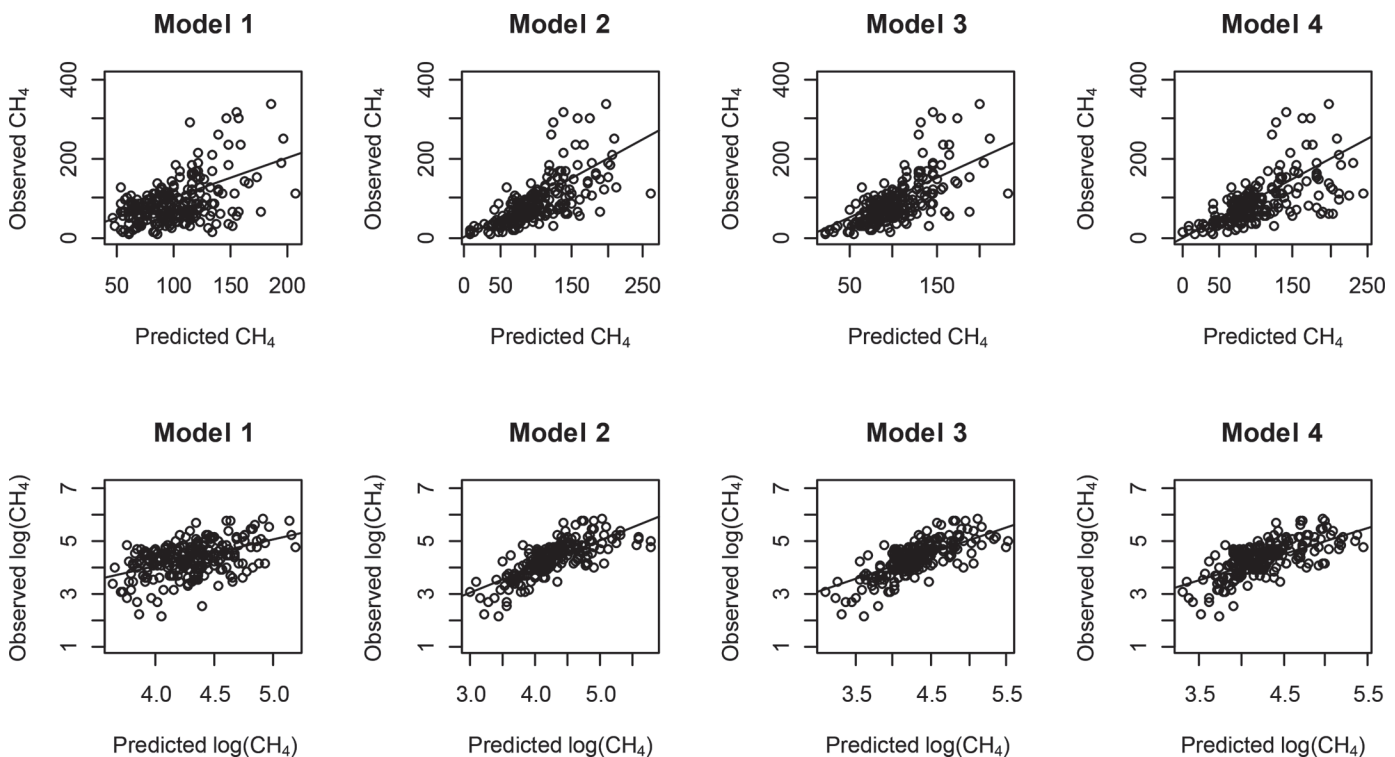 Model 1
Model 2
Model 3
Model 4
Observed CH₄
400
200
0
50 100 150 200
Predicted CH₄
Observed CH₄
400
200
0
0 50 150 250
Predicted CH₄
Observed CH₄
400
200
0
50 150
Predicted CH₄
Observed CH₄
400
200
0
0 50 150 250
Predicted CH₄
Model 1
Model 2
Model 3
Model 4
Observed log(CH₄)
7
5
3
1
4.0 4.5 5.0
Predicted log(CH₄)
Observed log(CH₄)
7
5
3
1
3.0 4.0 5.0
Predicted log(CH₄)
Observed log(CH₄)
7
5
3
1
3.5 4.5 5.5
Predicted log(CH₄)
Observed log(CH₄)
7
5
3
1
3.5 4.5 5.5
Predicted log(CH₄)